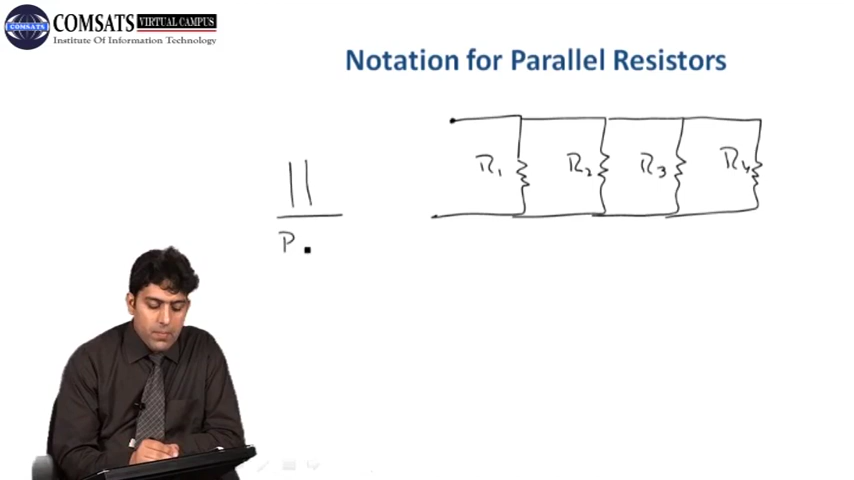 COMSATS VIRTUAL CAMPUS
Institute Of Information Technology
COMSATS
Notation for Parallel Resistors
R1 R2 R3 R4
||
P